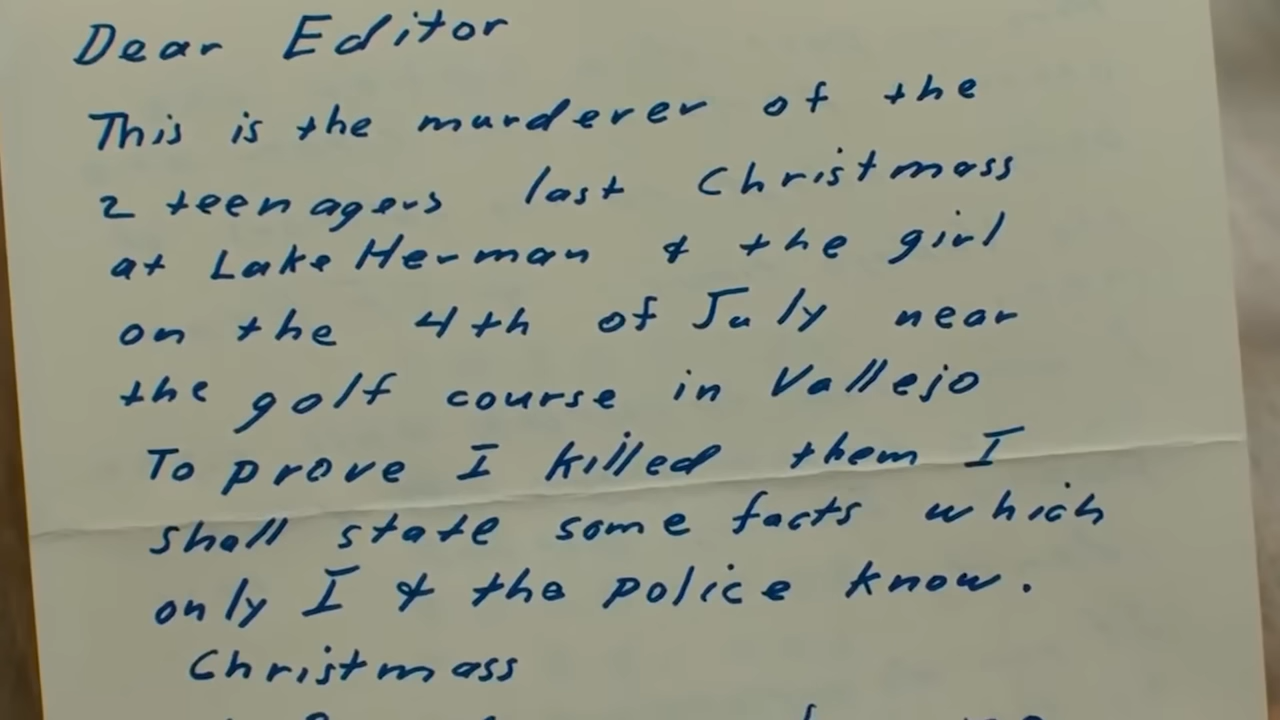 Dear Editor
This is the murderer of the
2 teenagers last Christmass
at Lake Herman & the girl
on the 4th of July near
the golf course in Vallejo
To prove I killed them I
shall state some facts which
only I & the police know.
Christmass